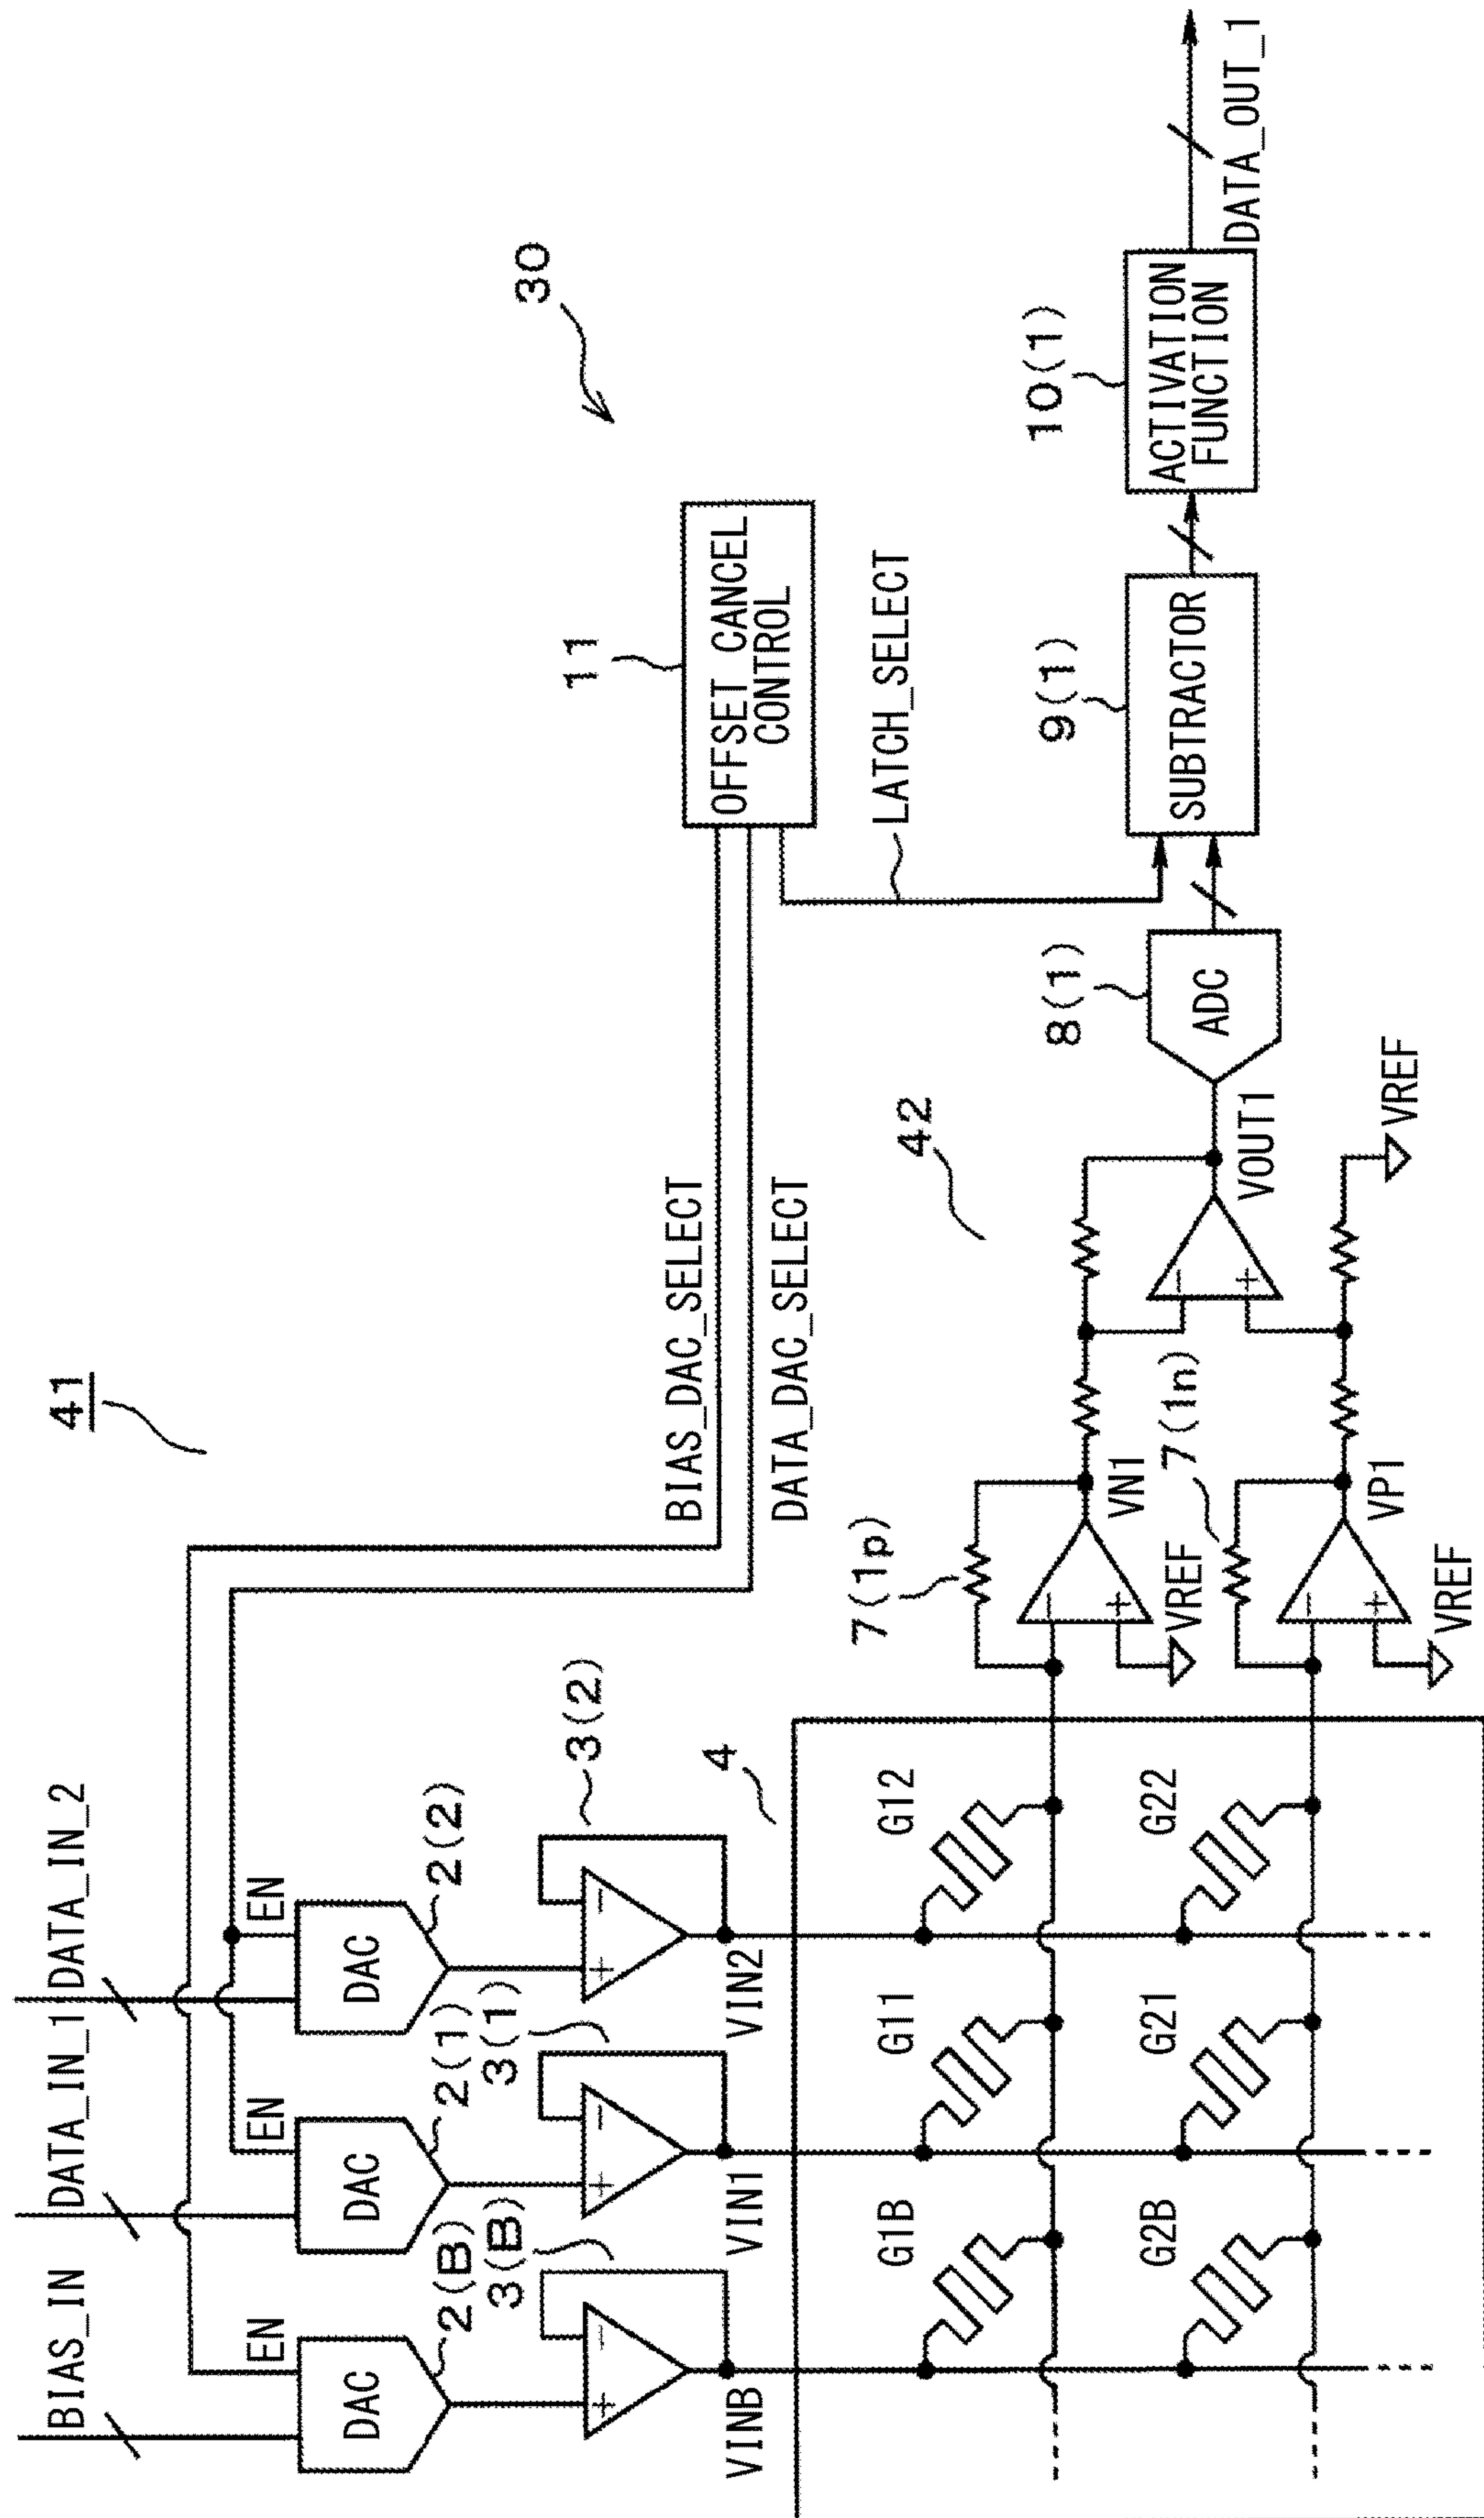 41
30
BIAS_IN
DATA_IN_1
DATA_IN_2
EN
EN
EN
DAC
DAC
DAC
2(B)
2(1)
2(2)
3(B)
3(1)
3(2)
VINB
VIN1
VIN2
4
BIAS_DAC_SELECT
DATA_DAC_SELECT
11
OFFSET CANCEL
CONTROL
LATCH_SELECT
G1B
G11
G12
G2B
G21
G22
7(1p)
7(1n)
VREF
VREF
VREF
VN1
VP1
42
VOUT1
8(1)
ADC
9(1)
SUBTRACTOR
10(1)
ACTIVATION
FUNCTION
DATA_OUT_1
+
−
+
−
+
−
−
+
−
+
−
+